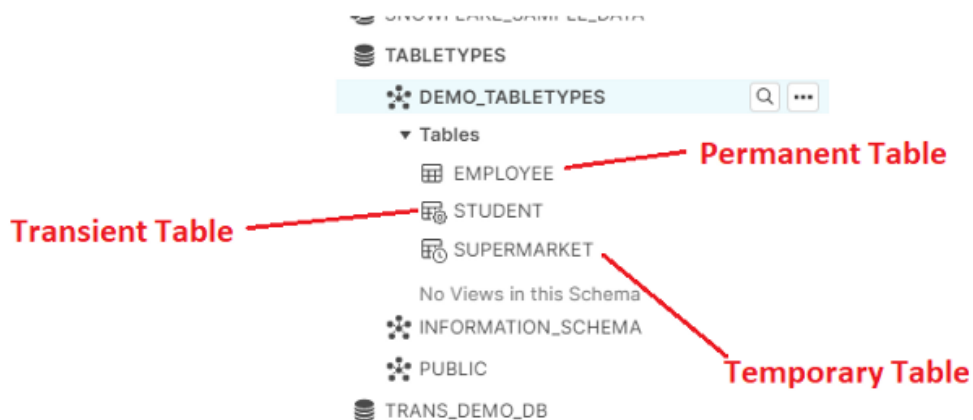 SNOWFLAKE_SAMPLE_DATA
TABLETYPES
DEMO_TABLETYPES
Tables
Permanent Table
EMPLOYEE
STUDENT
Transient Table
SUPERMARKET
No Views in this Schema
INFORMATION_SCHEMA
PUBLIC
Temporary Table
TRANS_DEMO_DB